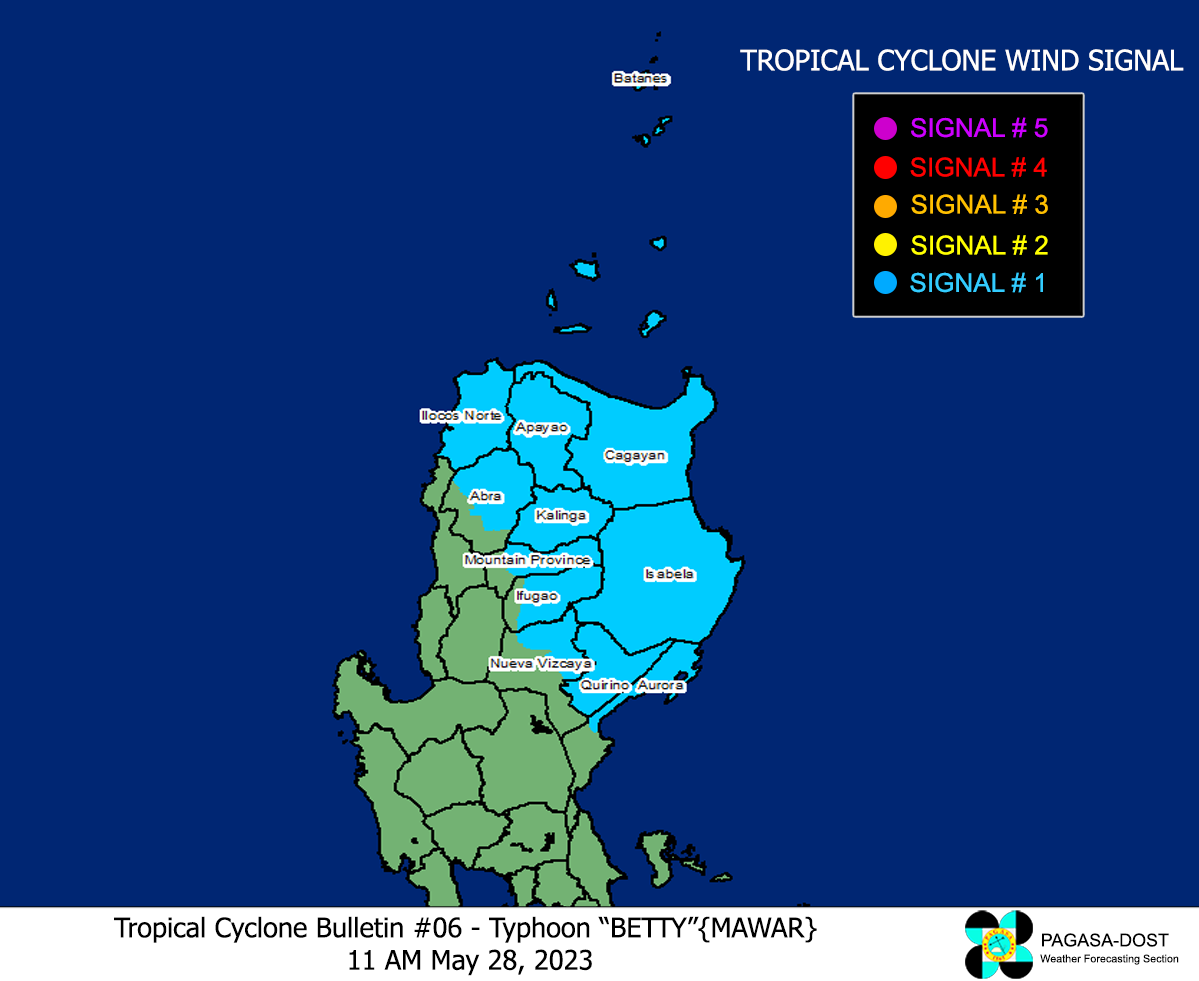 TROPICAL CYCLONE WIND SIGNAL
SIGNAL # 5
SIGNAL # 4
SIGNAL # 3
SIGNAL # 2
SIGNAL # 1
Batanes
Ilocos Norte
Apayao
Cagayan
Abra
Kalinga
Mountain Province
Isabela
Ifugao
Nueva Vizcaya
Quirino Aurora
Tropical Cyclone Bulletin #06 - Typhoon “BETTY”{MAWAR}
11 AM May 28, 2023
PAGASA-DOST
Weather Forecasting Section